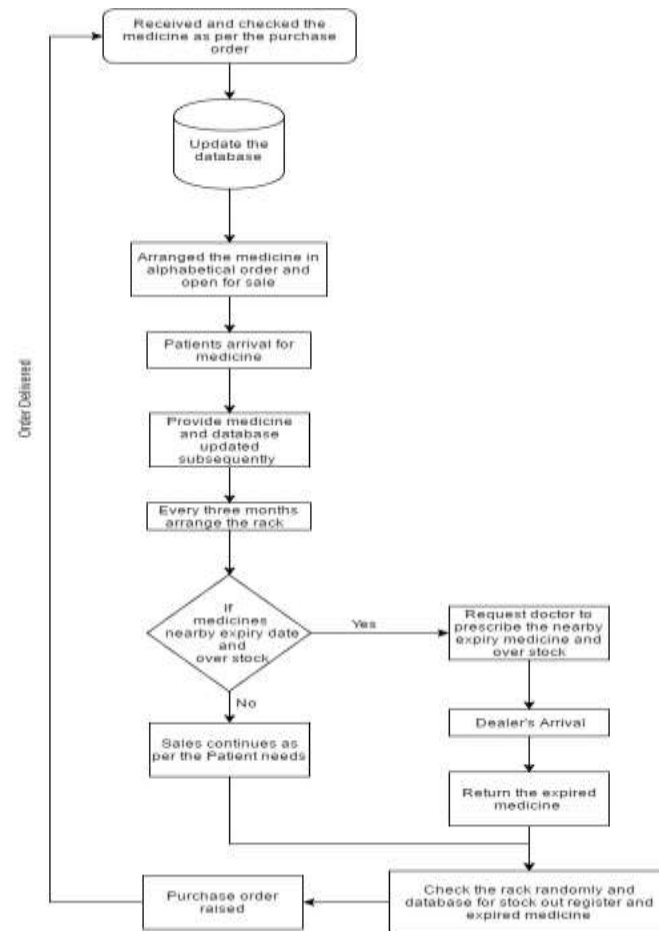 Received and checked the
medicine as per the purchase
order
Update the
database
Arranged the medicine in
alphabetical order and
open for sale
Patients arrival for
medicine
Provide medicine
and database
updated
subsequently
Every three months
arrange the rack
If
medicines
nearby expiry date
and
over stock
Yes
Request doctor to
prescribe the nearby
expiry medicine and
over stock
No
Dealer's Arrival
Sales continues as
per the Patient needs
Return the expired
medicine
Check the rack randomly and
database for stock out register and
expired medicine
Purchase order
raised
Order Delivered